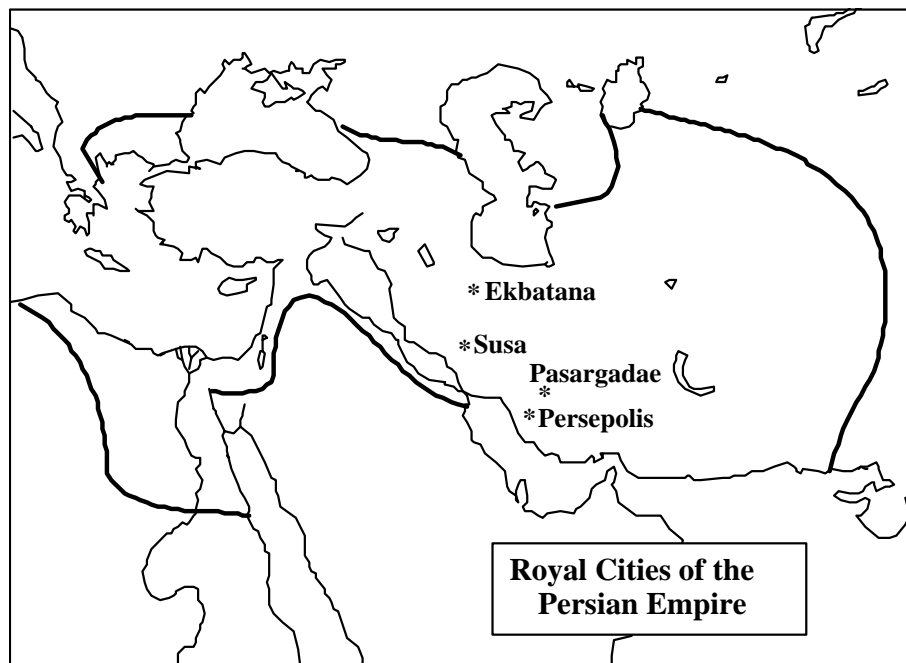 * Ekbatana
* Susa
Pasargadae
*
* Persepolis
Royal Cities of the
Persian Empire